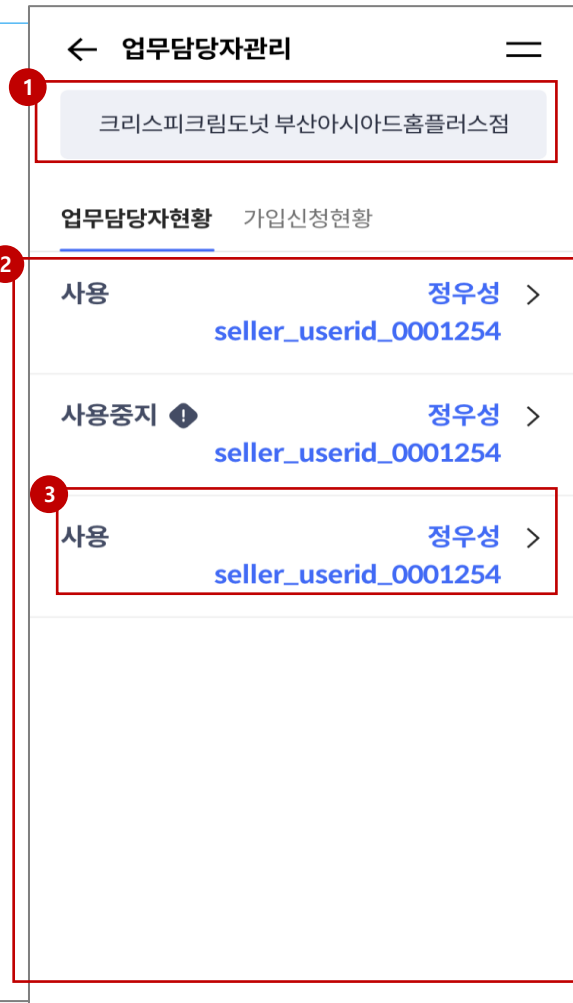 업무담당자관리
1
크리스피크림도넛 부산아시아드홈플러스점
업무담당자현황 가입신청현황
2
사용 정우성
seller_userid_0001254
사용중지 정우성
seller_userid_0001254
3
사용 정우성
seller_userid_0001254